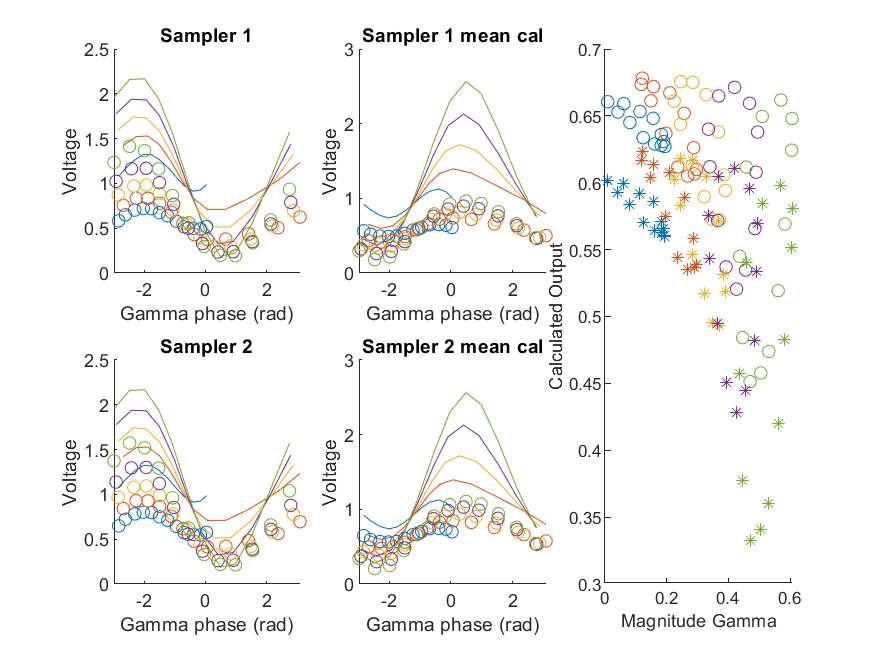 Sampler 1
2.5
2
1.5
1
0.5
0
Voltage
-2 0 2
Gamma phase (rad)
Sampler 1 mean cal
3
2
1
0
Voltage
-2 0 2
Gamma phase (rad)
Sampler 2
2.5
2
1.5
1
0.5
0
Voltage
-2 0 2
Gamma phase (rad)
Sampler 2 mean cal
3
2
1
0
Voltage
-2 0 2
Gamma phase (rad)
0.7
0.65
0.6
0.55
0.5
0.45
0.4
0.35
0.3
Calculated Output
0 0.2 0.4 0.6
Magnitude Gamma